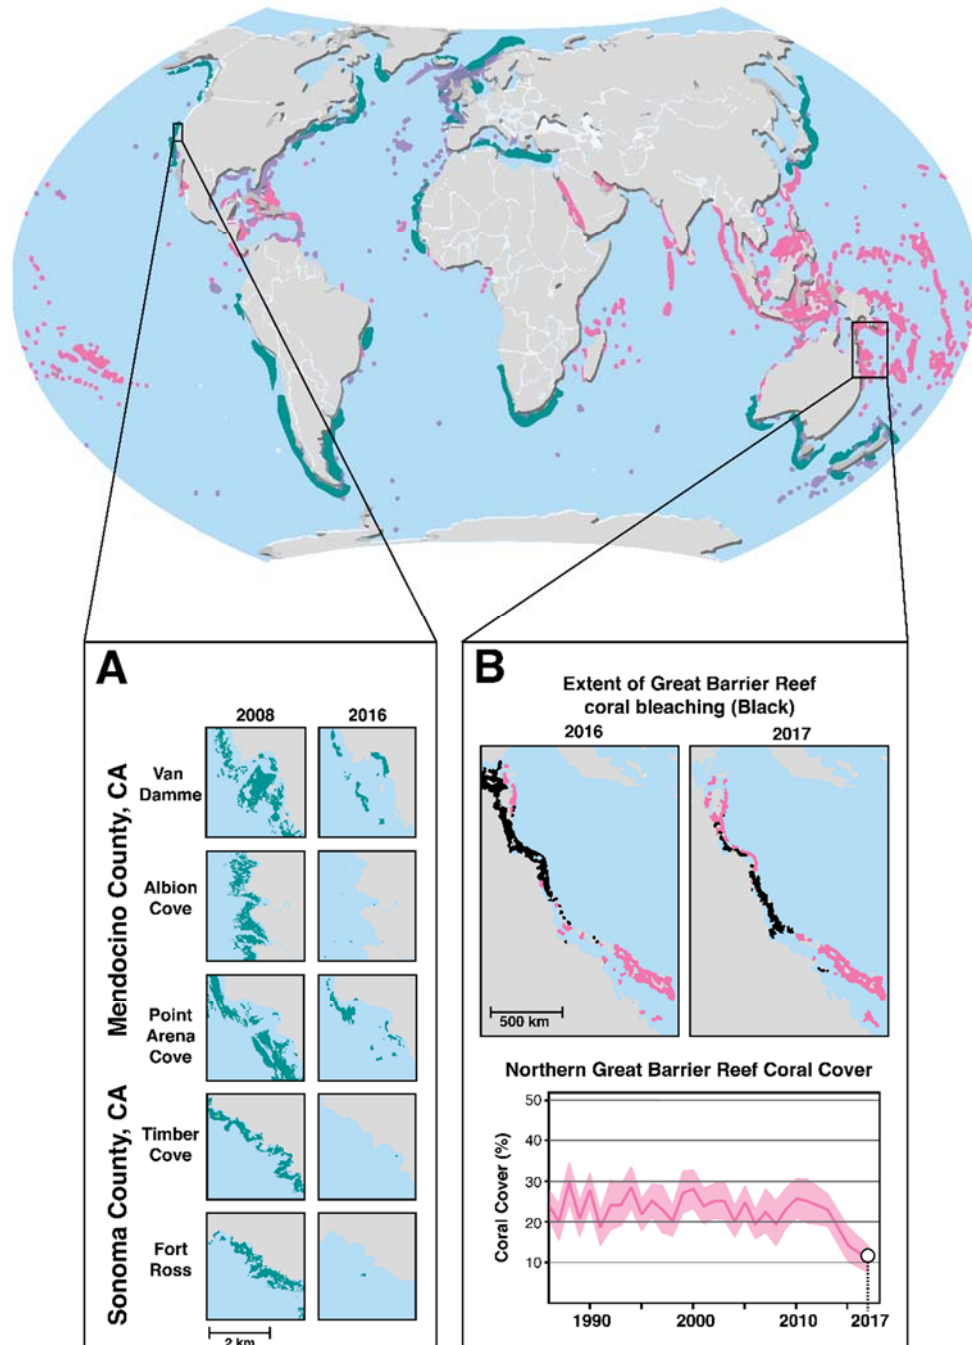 A
2008 2016
Mendocino County, CA
Van
Damme
Albion
Cove
Point
Arena
Cove
Sonoma County, CA
Timber
Cove
Fort
Ross
2 km
B
Extent of Great Barrier Reef
coral bleaching (Black)
2016 2017
500 km
Northern Great Barrier Reef Coral Cover
Coral Cover (%)
50
40
30
20
10
1990 2000 2010 2017